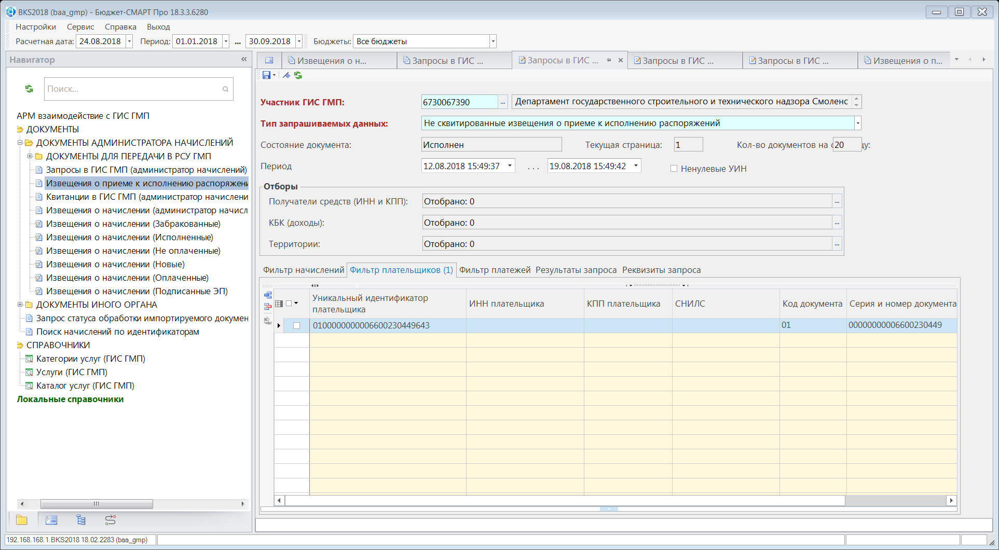 BKS2018 (baa_gmp) - Бюджет-СМАРТ Про 18.3.3.6280
Настройки Сервис Справка Выход
Расчетная дата: 24.08.2018 Период: 01.01.2018 ... 30.09.2018 Бюджеты: Все бюджеты
Навигатор
Поиск...
АРМ взаимодействие с ГИС ГМП
ДОКУМЕНТЫ
ДОКУМЕНТЫ АДМИНИСТРАТОРА НАЧИСЛЕНИЙ
ДОКУМЕНТЫ ДЛЯ ПЕРЕДАЧИ В РСУ ГМП
Запросы в ГИС ГМП (администратор начислений)
Извещения о приеме к исполнению распоряжени
Квитанции в ГИС ГМП (администратор начислени
Извещения о начислении (администратор начисл
Извещения о начислении (Забракованные)
Извещения о начислении (Исполненные)
Извещения о начислении (Не оплаченные)
Извещения о начислении (Новые)
Извещения о начислении (Оплаченные)
Извещения о начислении (Подписанные ЭП)
ДОКУМЕНТЫ ИНОГО ОРГАНА
Запрос статуса обработки импортируемого докумен
Поиск начислений по идентификаторам
СПРАВОЧНИКИ
Категории услуг (ГИС ГМП)
Услуги (ГИС ГМП)
Каталог услуг (ГИС ГМП)
Локальные справочники
Извещения о н... Запросы в ГИС ... Запросы в ГИС ... Запросы в ГИС ... Запросы в ГИС ... Извещения о п...
Участник ГИС ГМП: 6730067390 ... Департамент государственного строительного и технического надзора Смоленс
Тип запрашиваемых данных: Не сквитированные извещения о приеме к исполнению распоряжений
Состояние документа: Исполнен Текущая страница: 1 Кол-во документов на с 20 цу:
Период 12.08.2018 15:49:37 ... 19.08.2018 15:49:42 Ненулевые УИН
Отборы
Получатели средств (ИНН и КПП): Отобрано: 0 ...
КБК (доходы): Отобрано: 0 ...
Территории: Отобрано: 0 ...
Фильтр начислений Фильтр плательщиков (1) Фильтр платежей Результаты запроса Реквизиты запроса
Уникальный идентификатор плательщика ИНН плательщика КПП плательщика СНИЛС Код документа Серия и номер документа
ab
ac
0100000000006600230449643 01 00000000006600230449
192.168.168.1.BKS2018 18.02.2283 (baa_gmp)